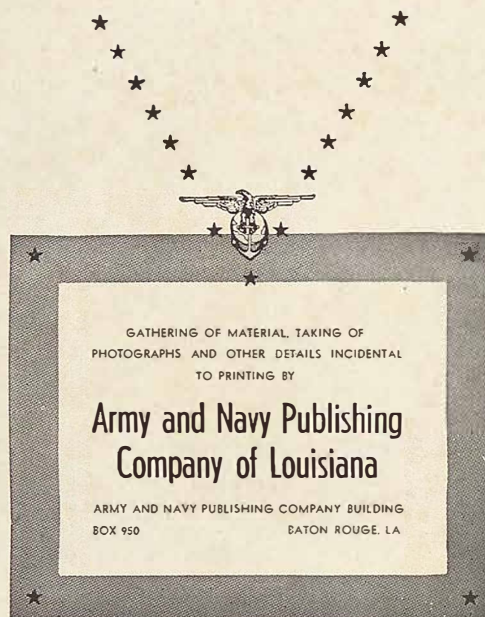 GATHERING OF MATERIAL, TAKING OF
PHOTOGRAPHS AND OTHER DETAILS INCIDENTAL
TO PRINTING BY
Army and Navy Publishing
Company of Louisiana
ARMY AND NAVY PUBLISHING COMPANY BUILDING
BOX 950 BATON ROUGE, LA